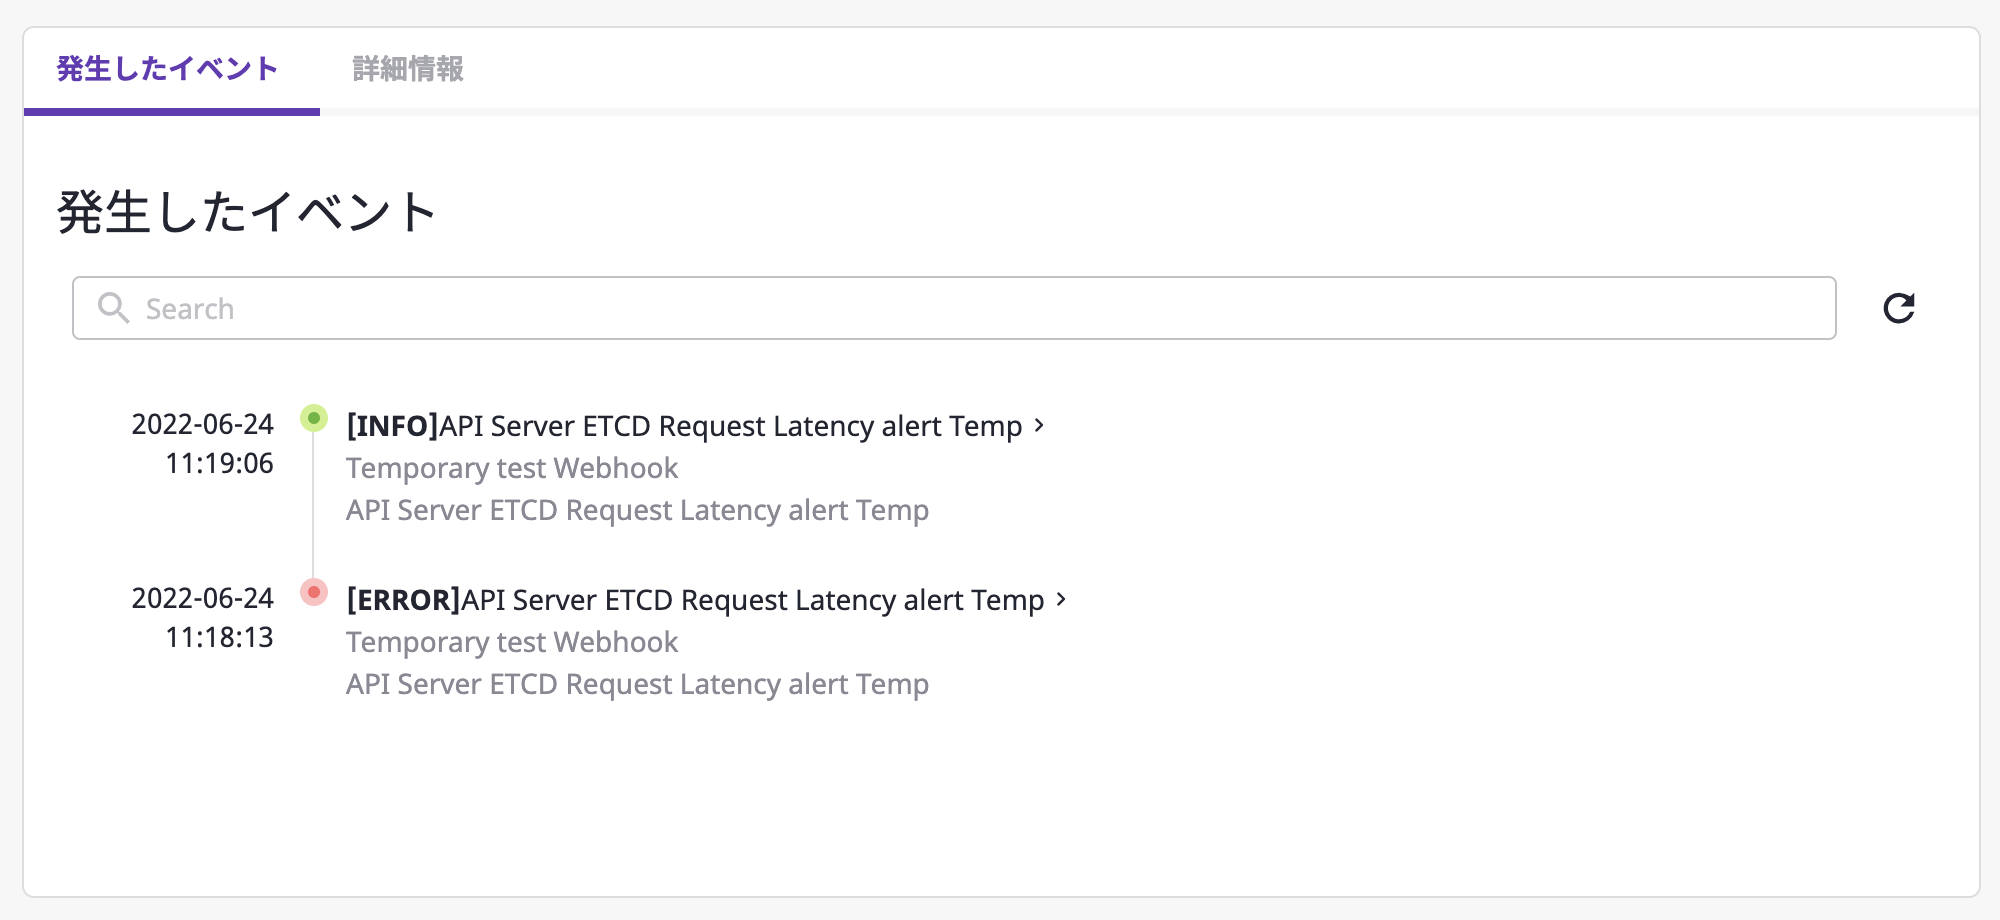 発生したイベント
詳細情報
発生したイベント
Search
2022-06-24
11:19:06
[INFO]API Server ETCD Request Latency alert Temp
Temporary test Webhook
API Server ETCD Request Latency alert Temp
2022-06-24
11:18:13
[ERROR]API Server ETCD Request Latency alert Temp
Temporary test Webhook
API Server ETCD Request Latency alert Temp